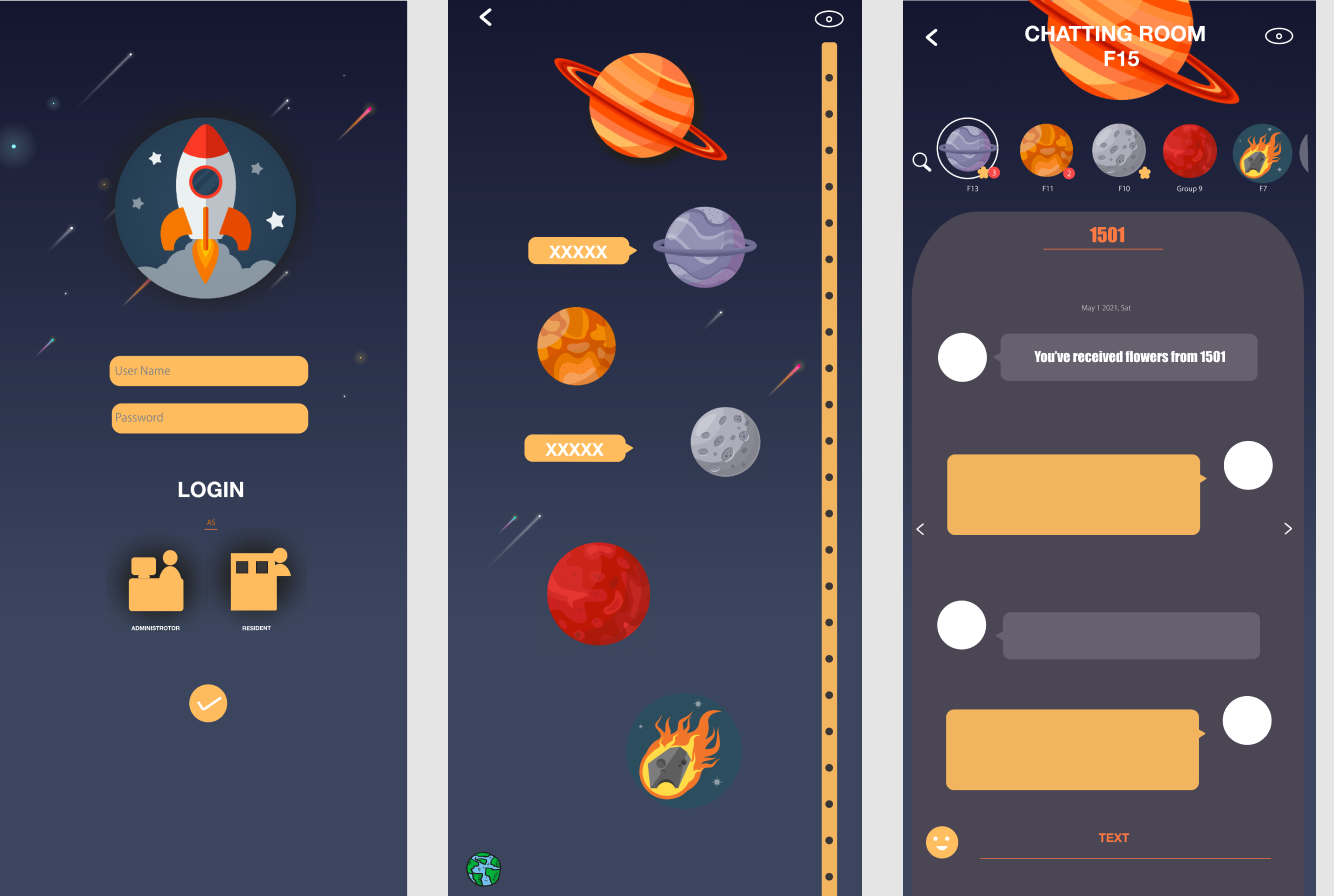 User Name
Password
LOGIN
AS
ADMINISTROTOR
RESIDENT
XXXXX
XXXXX
CHATTING ROOM
F15
3
2
F13
F11
F10
Group 9
F7
1501
May 1 2021, Sat
You've received flowers from 1501
TEXT